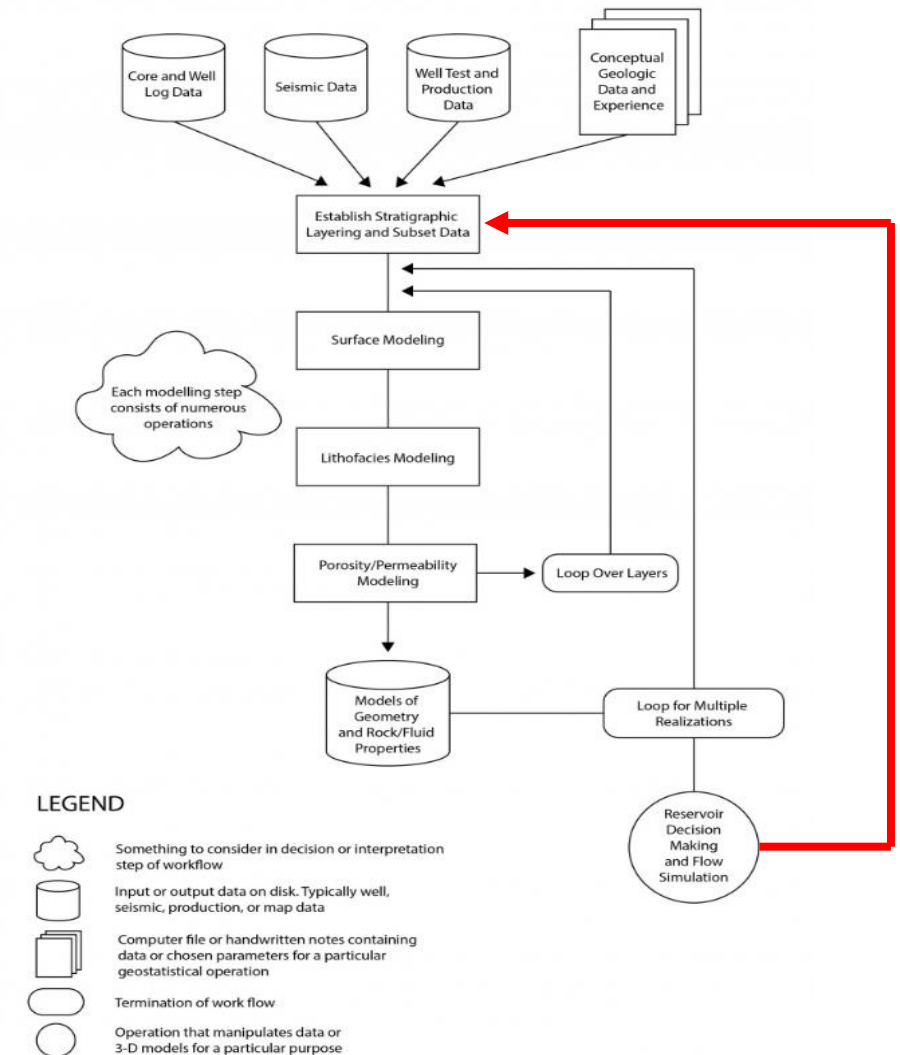 Core and Well
Log Data
Seismic Data
Well Test and
Production
Data
Conceptual
Geologic
Data and
Experience
Establish Stratigraphic
Layering and Subset Data
Surface Modeling
Each modelling step
consists of numerous
operations
Lithofacies Modeling
Porosity/Permeability
Modeling
Loop Over Layers
Models of
Geometry
and Rock/Fluid
Properties
Loop for Multiple
Realizations
Reservoir
Decision
Making
and Flow
Simulation
LEGEND
Something to consider in decision or interpretation
step of workflow
Input or output data on disk. Typically well,
seismic, production, or map data
Computer file or handwritten notes containing
data or chosen parameters for a particular
geostatistical operation
Termination of work flow
Operation that manipulates data or
3-D models for a particular purpose